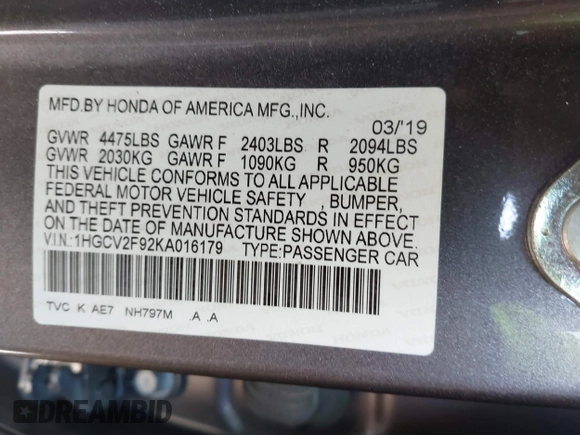 MFD.BY HONDA OF AMERICA MFG.,INC.
03/'19
GVWR 4475LBS GAWR F 2403LBS R 2094LBS
GVWR 2030KG GAWR F 1090KG R 950KG
THIS VEHICLE CONFORMS TO ALL APPLICABLE
FEDERAL MOTOR VEHICLE SAFETY , BUMPER,
AND THEFT PREVENTION STANDARDS IN EFFECT
ON THE DATE OF MANUFACTURE SHOWN ABOVE.
V.I.N.:1HGCV2F92KA016179 TYPE:PASSENGER CAR
TVC K AE7 NH797M .A .A
DREAMBID